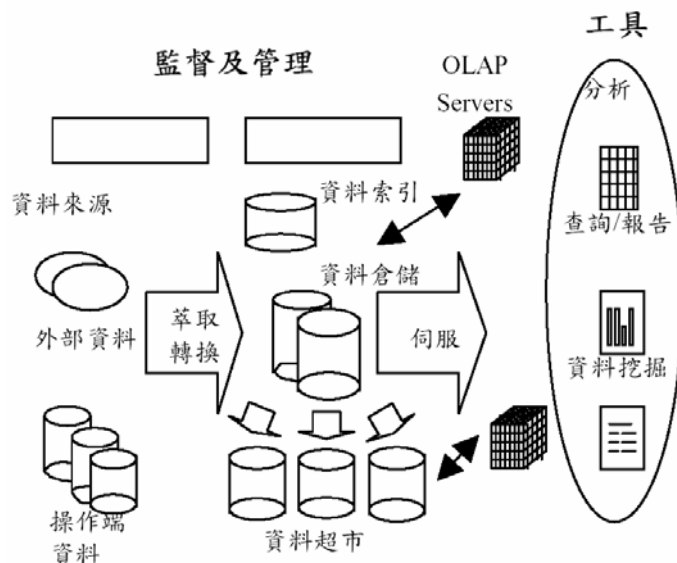 工具
監督及管理
OLAP
Servers
分析
資料來源
資料索引
查詢/報告
外部資料
萃取
轉換
資料倉儲
伺服
資料挖掘
操作端
資料
資料超市